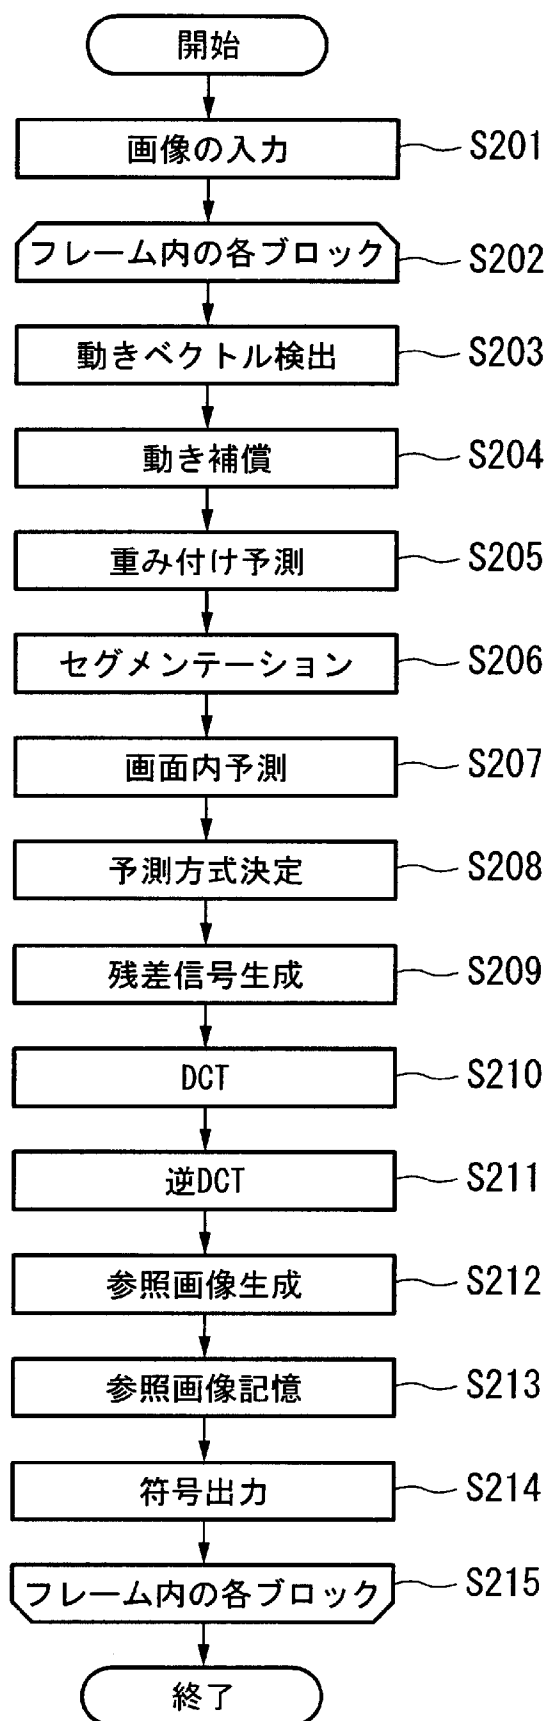 開始
画像の入力 S201
フレーム内の各ブロック S202
動きベクトル検出 S203
動き補償 S204
重み付け予測 S205
セグメンテーション S206
画面内予測 S207
予測方式決定 S208
残差信号生成 S209
DCT S210
逆DCT S211
参照画像生成 S212
参照画像記憶 S213
符号出力 S214
フレーム内の各ブロック S215
終了